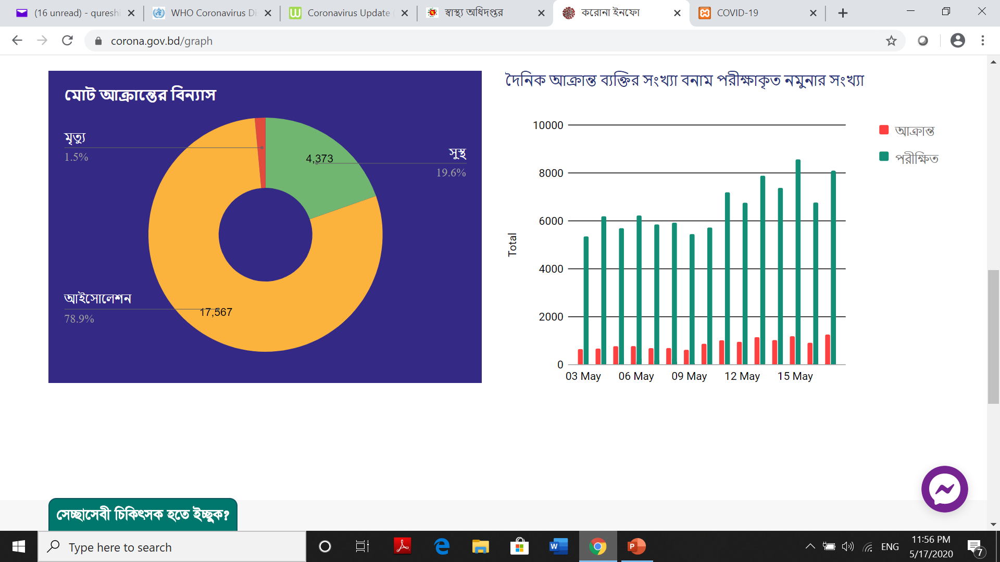 (16 unread) - qureshi
WHO Coronavirus Di
Coronavirus Update
স্বাস্থ্য অধিদপ্তর
করোনা ইনফো
COVID-19
corona.gov.bd/graph
মোট আক্রান্তের বিন্যাস
মৃত্যু
1.5%
4,373
সুস্থ
19.6%
আইসোলেশন
78.9%
17,567
দৈনিক আক্রান্ত ব্যক্তির সংখ্যা বনাম পরীক্ষাকৃত নমুনার সংখ্যা
10000
8000
6000
4000
2000
0
Total
03 May
06 May
09 May
12 May
15 May
আক্রান্ত
পরীক্ষিত
সেচ্ছাসেবী চিকিৎসক হতে ইচ্ছুক?
Type here to search
ENG
11:56 PM
5/17/2020
7